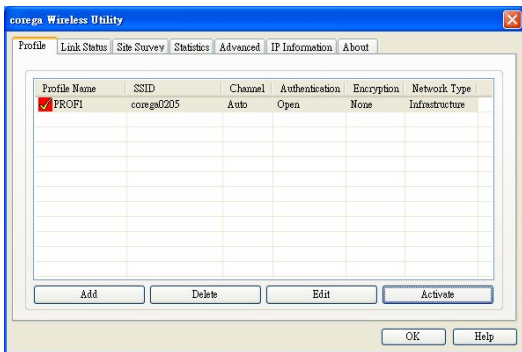 corega Wireless Utility
Profile Link Status Site Survey Statistics Advanced IP Information About
Profile Name SSID Channel Authentication Encryption Network Type
PROF1 corega0205 Auto Open None Infrastructure
Add Delete Edit Activate
OK Help